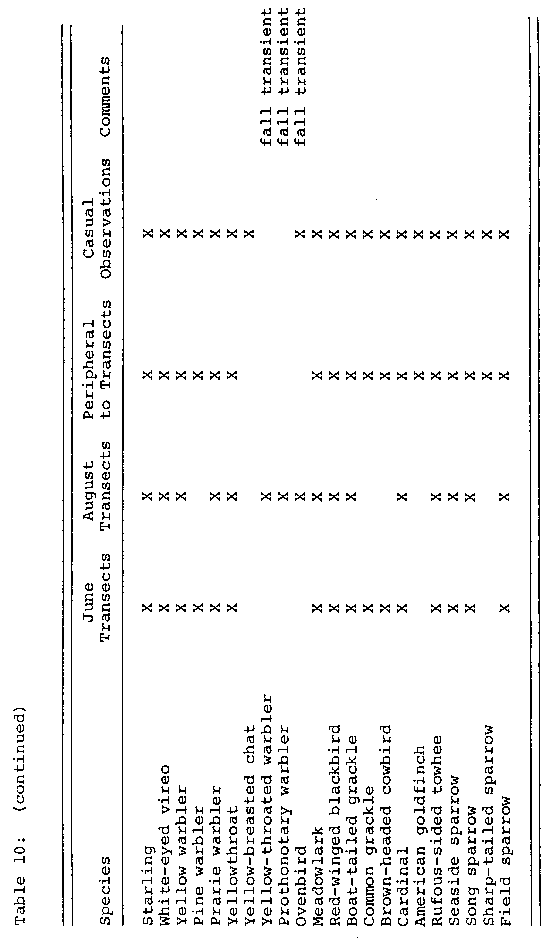 Table 10: (continued)
June August Peripheral Casual
Species Transects Transects to Transects Observations Comments
Starling X X X X
White-eyed vireo X X X X
Yellow warbler X X X X
Pine warbler X X X
Prarie warbler X X X X
Yellowthroat X X X X
Yellow-breasted chat X
Yellow-throated warbler X fall transient
Prothonotary warbler X fall transient
Ovenbird X X fall transient
Meadowlark X X X X
Red-winged blackbird X X X X
Boat-tailed grackle X X X X
Common grackle X X X
Brown-headed cowbird X X X
Cardinal X X X X
American goldfinch X X
Rufous-sided towhee X X X X
Seaside sparrow X X X X
Song sparrow X X X X
Sharp-tailed sparrow X X
Field sparrow X X X X